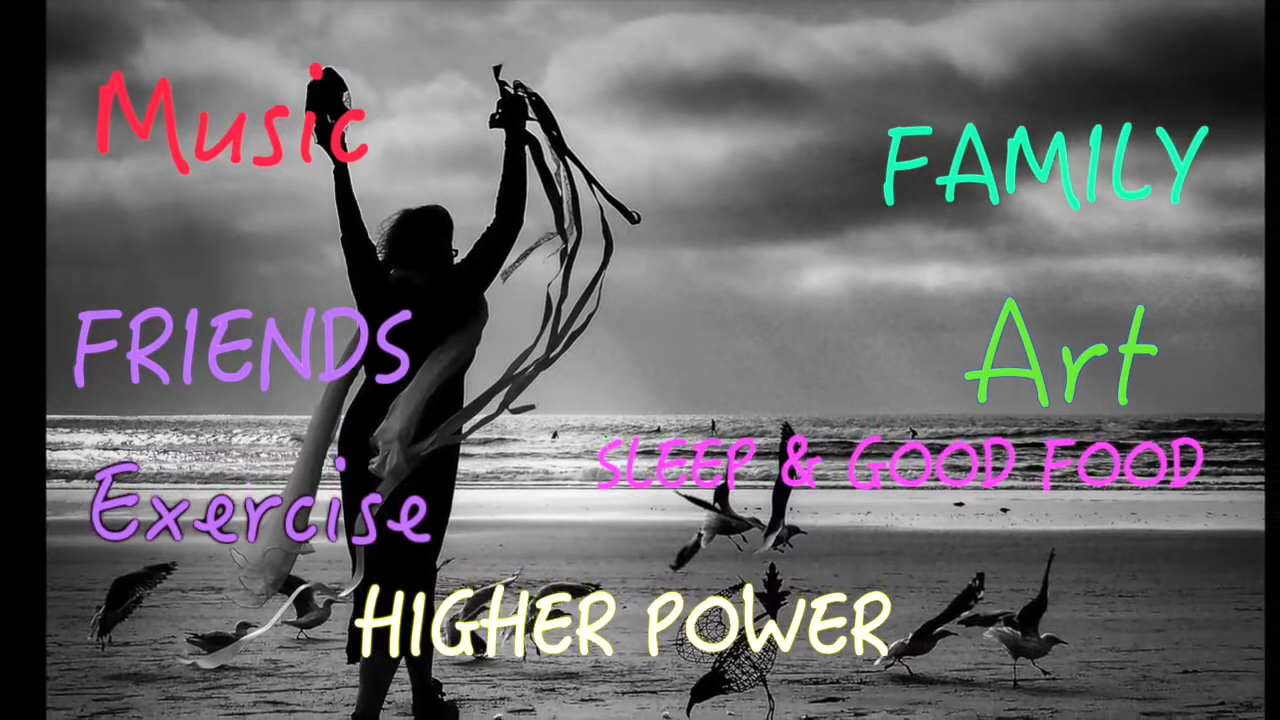 Music
FAMILY
FRIENDS
Art
SLEEP & GOOD FOOD
Exercise
HIGHER POWER